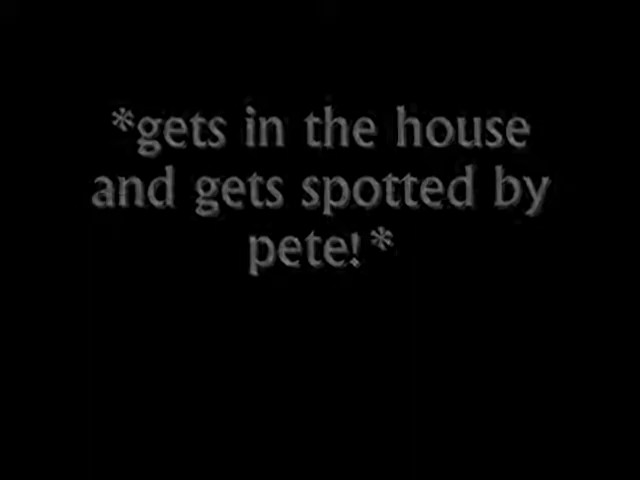 *gets in the house
and gets spotted by
pete!*